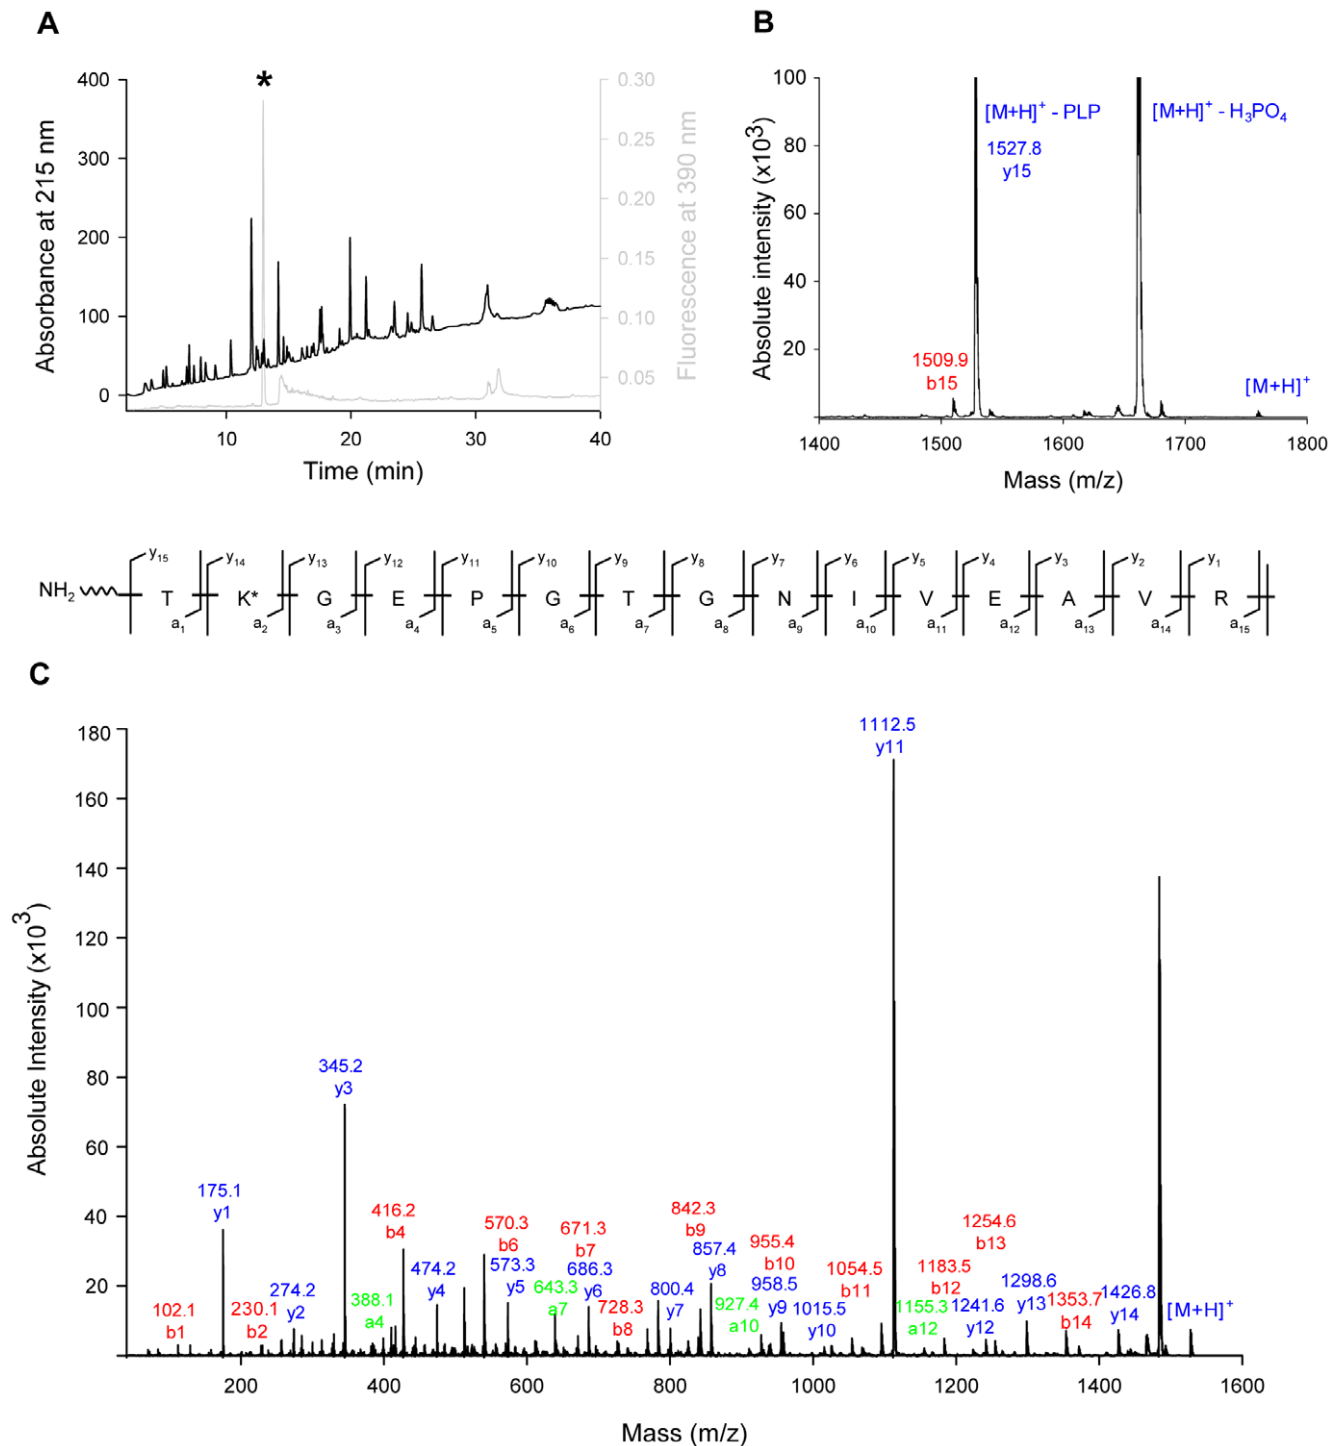 A
B
*
400
300
200
100
0
Absorbance at 215 nm
0.30
0.25
0.20
0.15
0.10
0.05
Fluorescence at 390 nm
10
20
30
40
Time (min)
100
80
60
40
20
Absolute intensity (x10³)
[M+H]⁺ - PLP
1527.8
y15
[M+H]⁺ - H₃PO₄
1509.9
b15
[M+H]⁺
1400
1500
1600
1700
1800
Mass (m/z)
y₁₅ y₁₄ y₁₃ y₁₂ y₁₁ y₁₀ y₉ y₈ y₇ y₆ y₅ y₄ y₃ y₂ y₁
NH₂ T K* G E P G T G N I V E A V R
a₁ a₂ a₃ a₄ a₅ a₆ a₇ a₈ a₉ a₁₀ a₁₁ a₁₂ a₁₃ a₁₄ a₁₅
C
180
160
140
120
100
80
60
40
20
Absolute Intensity (x10³)
102.1
b1
175.1
y1
230.1
b2
274.2
y2
345.2
y3
388.1
a4
416.2
b4
474.2
y4
570.3
b6
573.3
y5
643.3
a7
671.3
b7
686.3
y6
728.3
b8
800.4
y7
842.3
b9
857.4
y8
927.4
a10
955.4
b10
958.5
y9
1015.5
y10
1054.5
b11
1112.5
y11
1155.3
a12
1183.5
b12
1241.6
y12
1254.6
b13
1298.6
y13
1353.7
b14
1426.8
y14
[M+H]⁺
200
400
600
800
1000
1200
1400
1600
Mass (m/z)